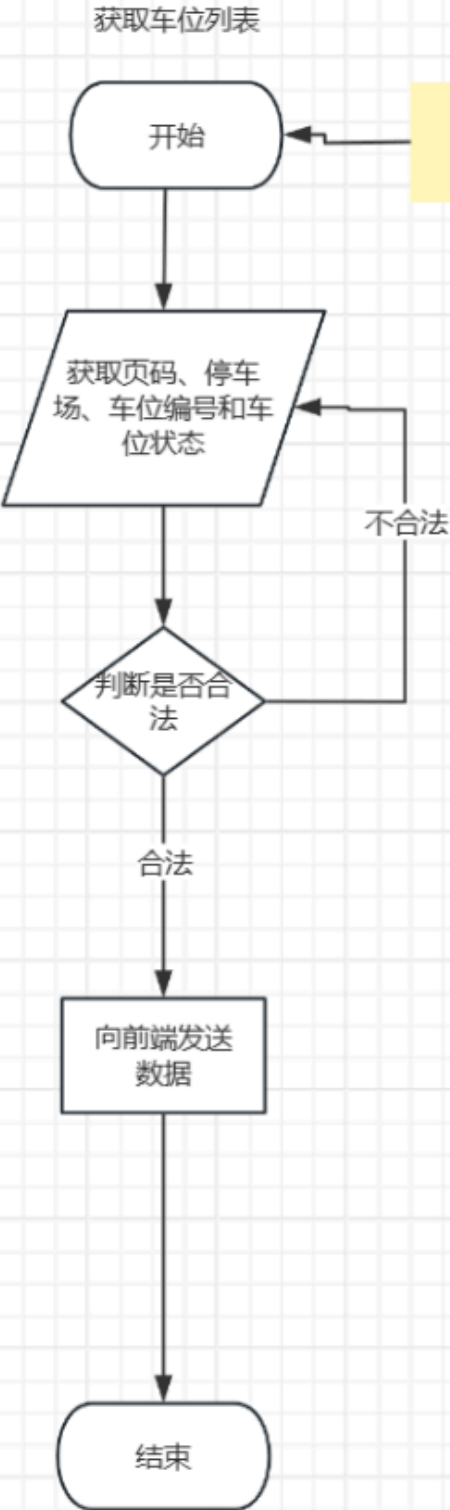 获取车位列表
开始
获取页码、停车
场、车位编号和车
位状态
不合法
判断是否合
法
合法
向前端发送
数据
结束